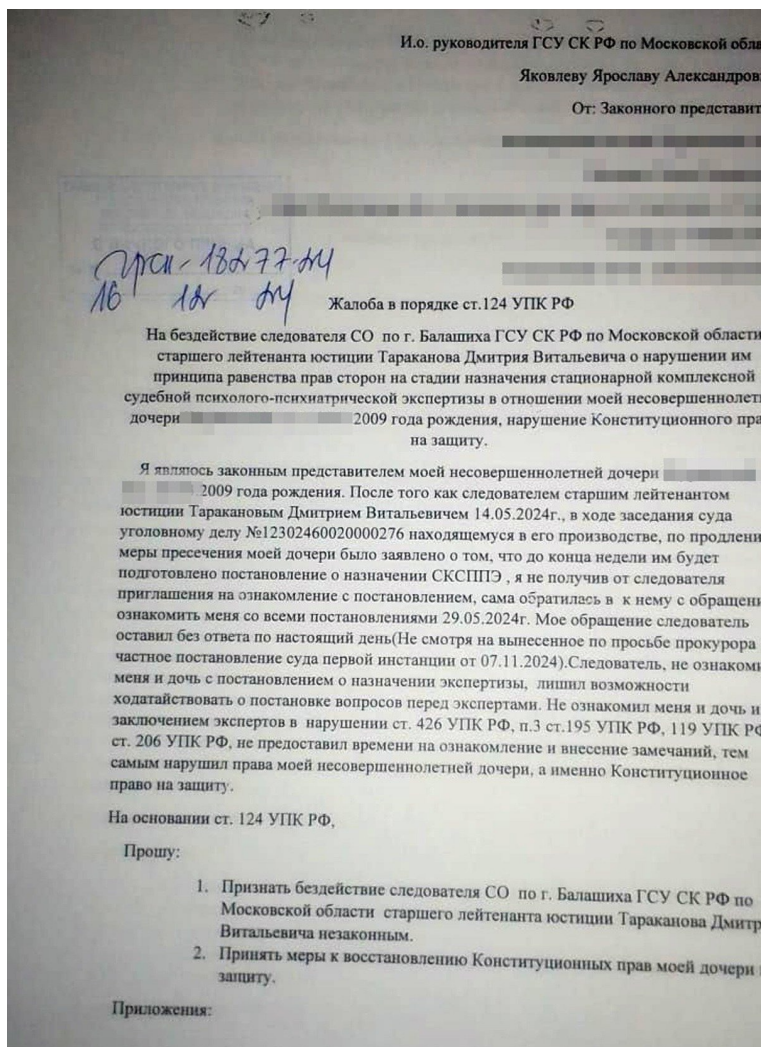 И.о. руководителя ГСУ СК РФ по Московской обла
Яковлеву Ярославу Александров
От: Законного представит
18277-24
16 12 24
Жалоба в порядке ст.124 УПК РФ
На бездействие следователя СО по г. Балашиха ГСУ СК РФ по Московской области
старшего лейтенанта юстиции Тараканова Дмитрия Витальевича о нарушении им
принципа равенства прав сторон на стадии назначения стационарной комплексной
судебной психолого-психиатрической экспертизы в отношении моей несовершеннолет
дочери 2009 года рождения, нарушение Конституционного пра
на защиту.
Я являюсь законным представителем моей несовершеннолетней дочери
2009 года рождения. После того как следователем старшим лейтенантом
юстиции Таракановым Дмитрием Витальевичем 14.05.2024г., в ходе заседания суда
уголовному делу №12302460020000276 находящемуся в его производстве, по продлени
меры пресечения моей дочери было заявлено о том, что до конца недели им будет
подготовлено постановление о назначении СКСППЭ , я не получив от следователя
приглашения на ознакомление с постановлением, сама обратилась в к нему с обращени
ознакомить меня со всеми постановлениями 29.05.2024г. Мое обращение следователь
оставил без ответа по настоящий день(Не смотря на вынесенное по просьбе прокурора
частное постановление суда первой инстанции от 07.11.2024).Следователь, не ознакоми
меня и дочь с постановлением о назначении экспертизы, лишил возможности
ходатайствовать о постановке вопросов перед экспертами. Не ознакомил меня и дочь и
заключением экспертов в нарушении ст. 426 УПК РФ, п.3 ст.195 УПК РФ, 119 УПК РФ
ст. 206 УПК РФ, не предоставил времени на ознакомление и внесение замечаний, тем
самым нарушил права моей несовершеннолетней дочери, а именно Конституционное
право на защиту.
На основании ст. 124 УПК РФ,
Прошу:
1. Признать бездействие следователя СО по г. Балашиха ГСУ СК РФ по
Московской области старшего лейтенанта юстиции Тараканова Дмитр
Витальевича незаконным.
2. Принять меры к восстановлению Конституционных прав моей дочери
защиту.
Приложения: